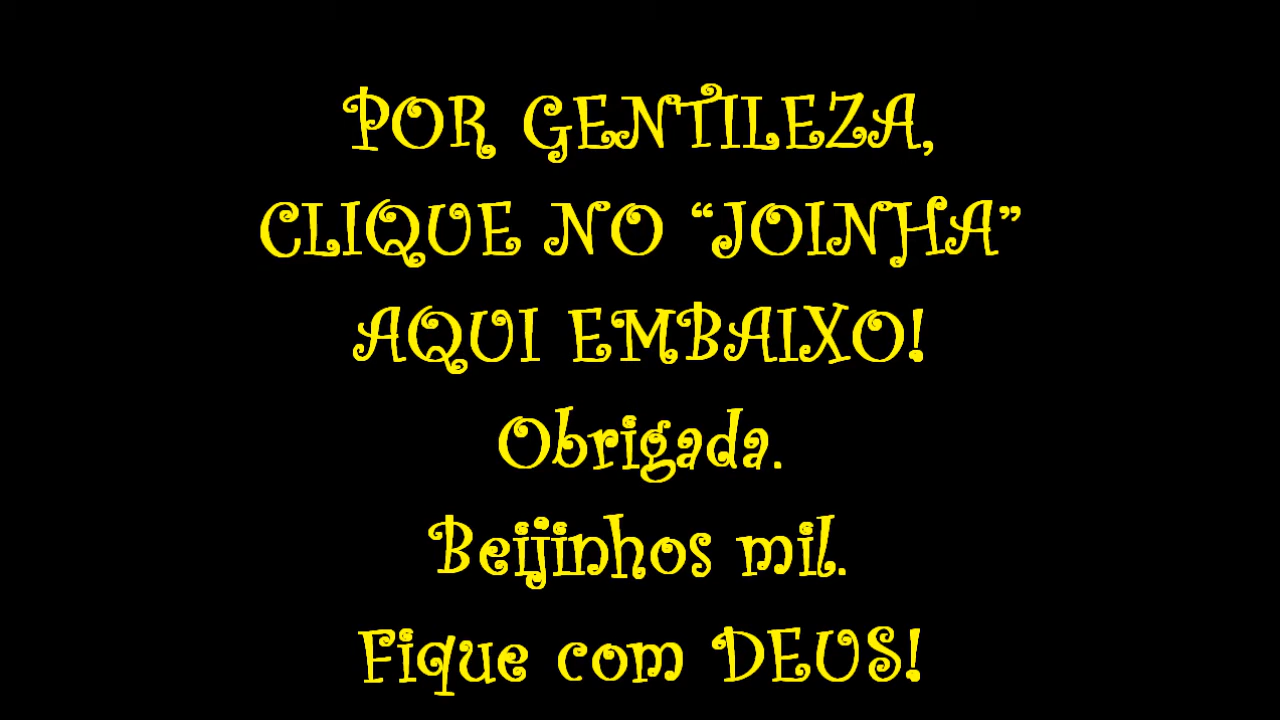 POR GENTILEZA,
CLIQUE NO “JOINHA”
AQUI EMBAIXO!
Obrigada.
Beijinhos mil.
Fique com DEUS!